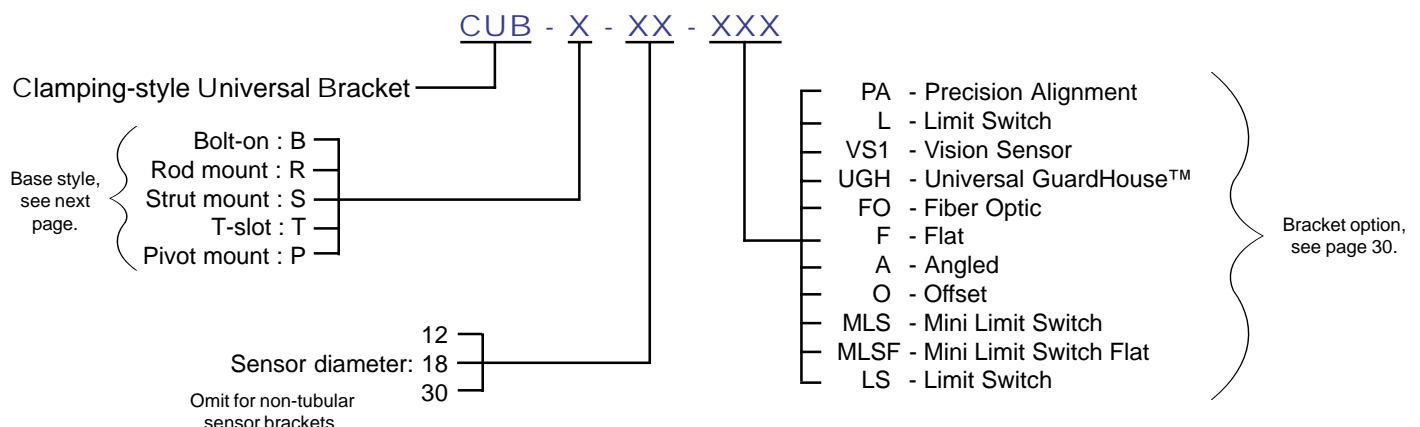 CUB - X - XX - XXX
Clamping-style Universal Bracket
Base style,
see next
page.
Bolt-on : B
Rod mount : R
Strut mount : S
T-slot : T
Pivot mount : P
12
Sensor diameter: 18
30
Omit for non-tubular
sensor brackets
PA - Precision Alignment
L - Limit Switch
VS1 - Vision Sensor
UGH - Universal GuardHouse™
FO - Fiber Optic
F - Flat
A - Angled
O - Offset
MLS - Mini Limit Switch
MLSF - Mini Limit Switch Flat
LS - Limit Switch
Bracket option,
see page 30.